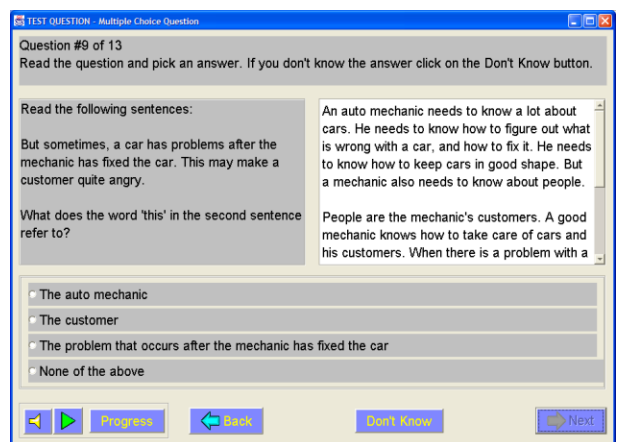 TEST QUESTION - Multiple Choice Question
Question #9 of 13
Read the question and pick an answer. If you don't know the answer click on the Don't Know button.
Read the following sentences:
But sometimes, a car has problems after the
mechanic has fixed the car. This may make a
customer quite angry.
What does the word 'this' in the second sentence
refer to?
An auto mechanic needs to know a lot about
cars. He needs to know how to figure out what
is wrong with a car, and how to fix it. He needs
to know how to keep cars in good shape. But
a mechanic also needs to know about people.
People are the mechanic's customers. A good
mechanic knows how to take care of cars and
his customers. When there is a problem with a
The auto mechanic
The customer
The problem that occurs after the mechanic has fixed the car
None of the above
Progress
Back
Don't Know
Next